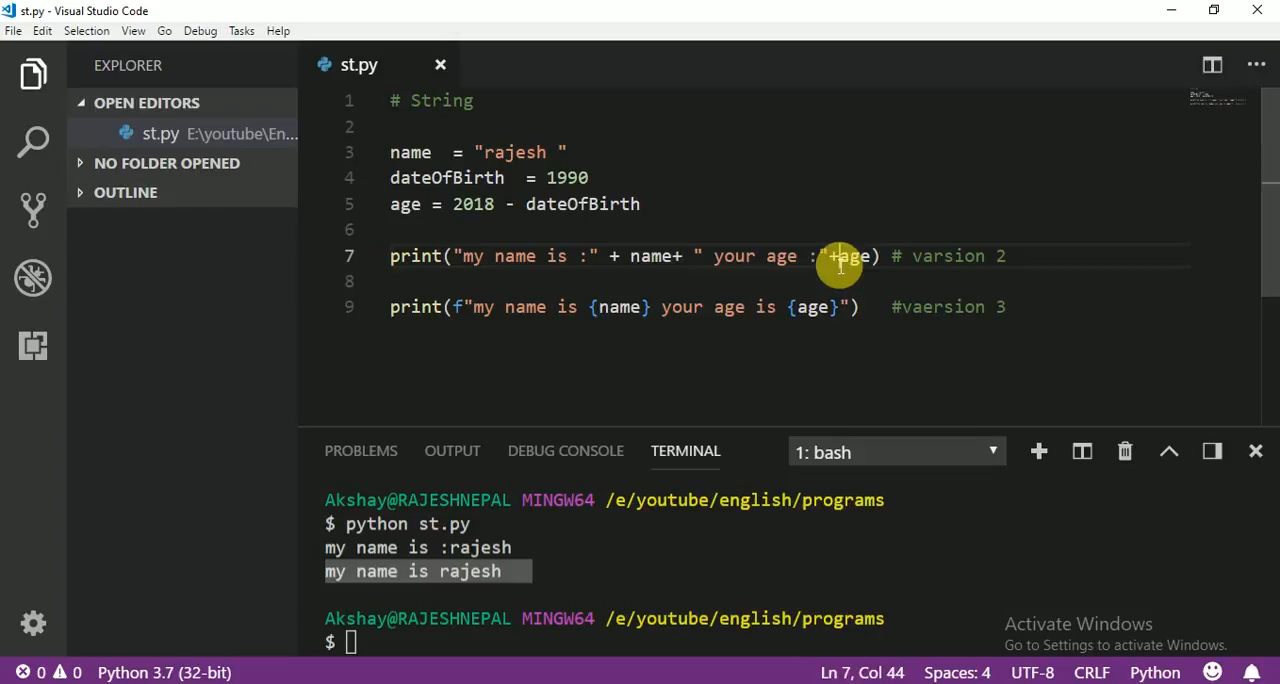 st.py - Visual Studio Code
File Edit Selection View Go Debug Tasks Help
EXPLORER
OPEN EDITORS
st.py E:\youtube\En...
NO FOLDER OPENED
OUTLINE
st.py
1 # String
2
3 name = "rajesh "
4 dateOfBirth = 1990
5 age = 2018 - dateOfBirth
6
7 print("my name is :" + name+ " your age :"+age) # varsion 2
8
9 print(f"my name is {name} your age is {age}") #vaersion 3
PROBLEMS OUTPUT DEBUG CONSOLE TERMINAL 1: bash
Akshay@RAJESHNEPAL MINGW64 /e/youtube/english/programs
$ python st.py
my name is :rajesh
my name is rajesh
Akshay@RAJESHNEPAL MINGW64 /e/youtube/english/programs
$
Activate Windows
Go to Settings to activate Windows.
0 0 Python 3.7 (32-bit) Ln 7, Col 44 Spaces: 4 UTF-8 CRLF Python